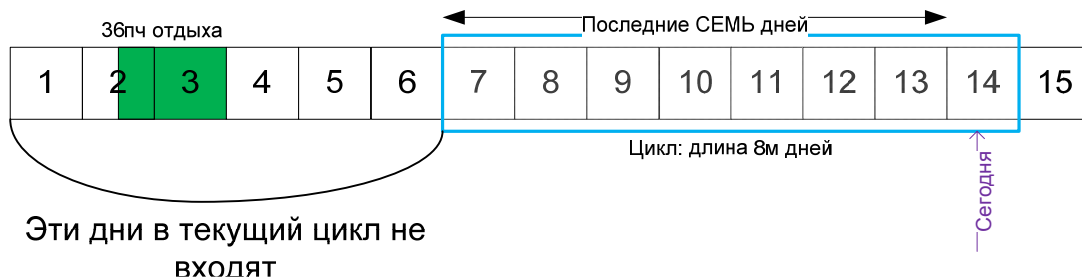 36пч отдыха
Последние СЕМЬ дней
1 2 3 4 5 6 7 8 9 10 11 12 13 14 15
Цикл: длина 8м дней
Сегодня
Эти дни в текущий цикл не
входят